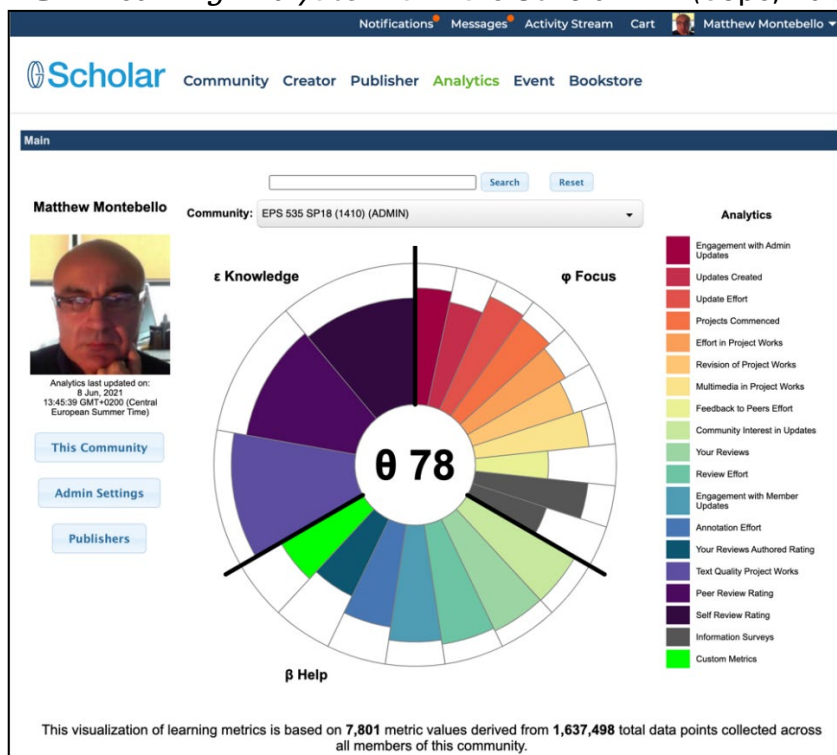 Notifications Messages Activity Stream Cart Matthew Montebello
Scholar Community Creator Publisher Analytics Event Bookstore
Main
Search Reset
Matthew Montebello
Community: EPS 535 SP18 (1410) (ADMIN)
Analytics last updated on:
8 Jun, 2021
13:45:39 GMT+0200 (Central
European Summer Time)
This Community
Admin Settings
Publishers
ε Knowledge
φ Focus
θ 78
β Help
Analytics
Engagement with Admin
Updates
Updates Created
Update Effort
Projects Commenced
Effort in Project Works
Revision of Project Works
Multimedia in Project Works
Feedback to Peers Effort
Community Interest in Updates
Your Reviews
Review Effort
Engagement with Member
Updates
Annotation Effort
Your Reviews Authored Rating
Text Quality Project Works
Peer Review Rating
Self Review Rating
Information Surveys
Custom Metrics
This visualization of learning metrics is based on 7,801 metric values derived from 1,637,498 total data points collected across
all members of this community.